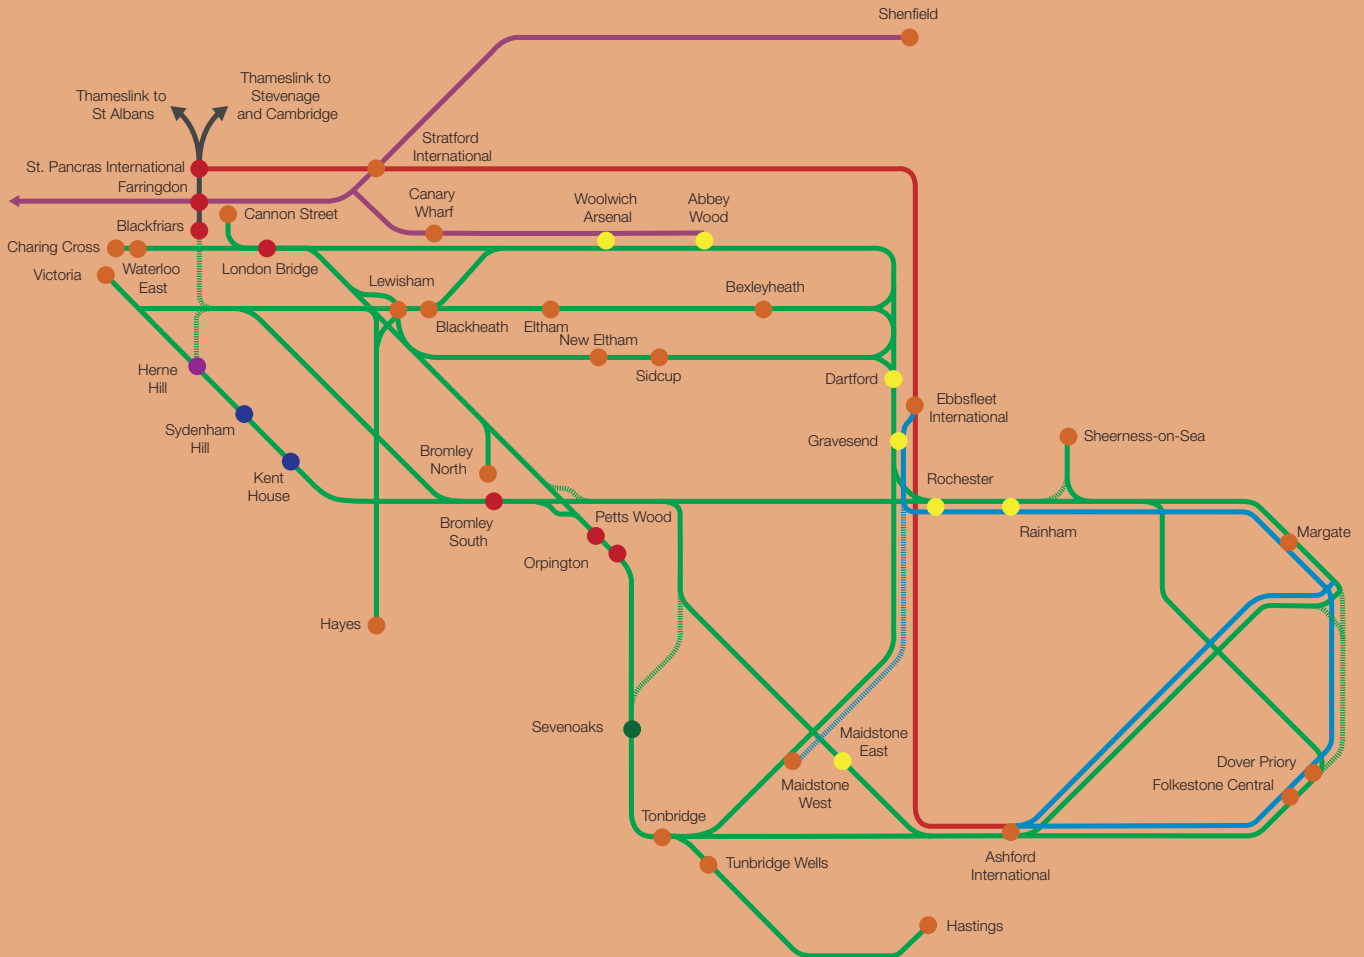 Shenfield
Thameslink to
St Albans
Thameslink to
Stevenage
and Cambridge
Stratford
International
St. Pancras International
Farringdon
Canary
Wharf
Woolwich
Arsenal
Abbey
Wood
Cannon Street
Blackfriars
Charing Cross
Victoria
Waterloo
East
London Bridge
Lewisham
Bexleyheath
Blackheath
Eltham
New Eltham
Sidcup
Herne
Hill
Dartford
Ebbsfleet
International
Sydenham
Hill
Gravesend
Sheerness-on-Sea
Bromley
North
Kent
House
Rochester
Bromley
South
Petts Wood
Rainham
Margate
Orpington
Hayes
Sevenoaks
Maidstone
East
Maidstone
West
Dover Priory
Folkestone Central
Tonbridge
Tunbridge Wells
Ashford
International
Hastings